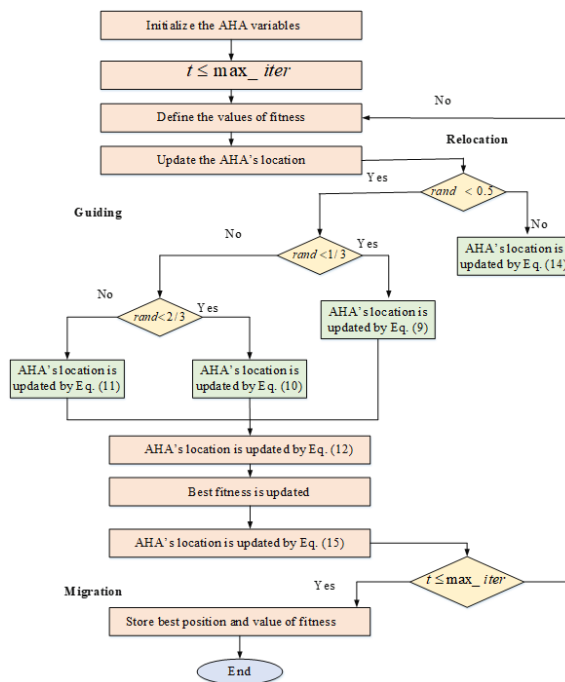 Initialize the AHA variables
t ≤ max_ iter
No
Define the values of fitness
Relocation
Update the AHA's location
Yes
rand < 0.5
Guiding
No
Yes
No
rand <1/3
AHA's location is
updated by Eq. (14)
No
Yes
rand<2/3
AHA's location is
updated by Eq. (9)
AHA's location is
updated by Eq. (11)
AHA's location is
updated by Eq. (10)
AHA's location is updated by Eq. (12)
Best fitness is updated
AHA's location is updated by Eq. (15)
t ≤ max_ iter
Migration
Yes
Store best position and value of fitness
End